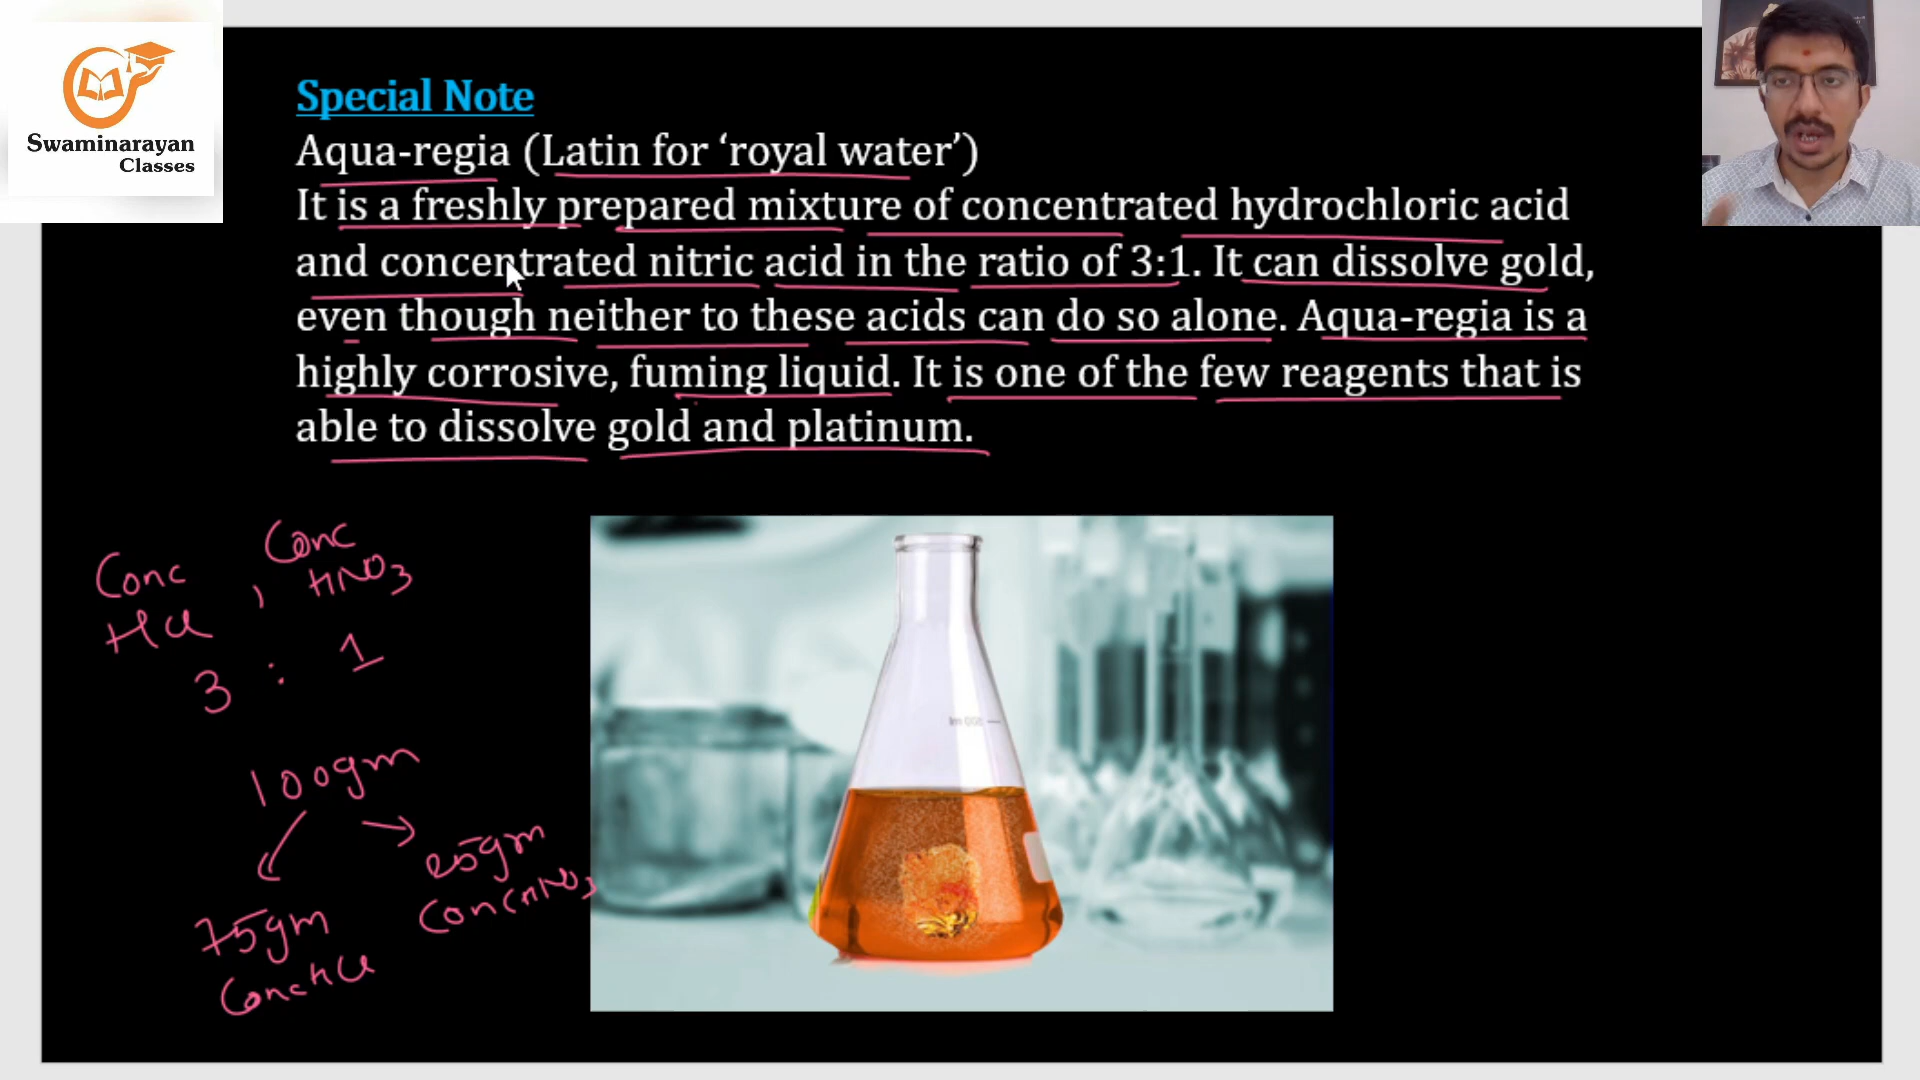 Swaminarayan
Classes
Special Note
Aqua-regia (Latin for ‘royal water’)
It is a freshly prepared mixture of concentrated hydrochloric acid
and concentrated nitric acid in the ratio of 3:1. It can dissolve gold,
even though neither to these acids can do so alone. Aqua-regia is a
highly corrosive, fuming liquid. It is one of the few reagents that is
able to dissolve gold and platinum.
Conc
HCl
,
Conc
HNO3
3 : 1
100gm
75gm
Conc HCl
25gm
Conc HNO3